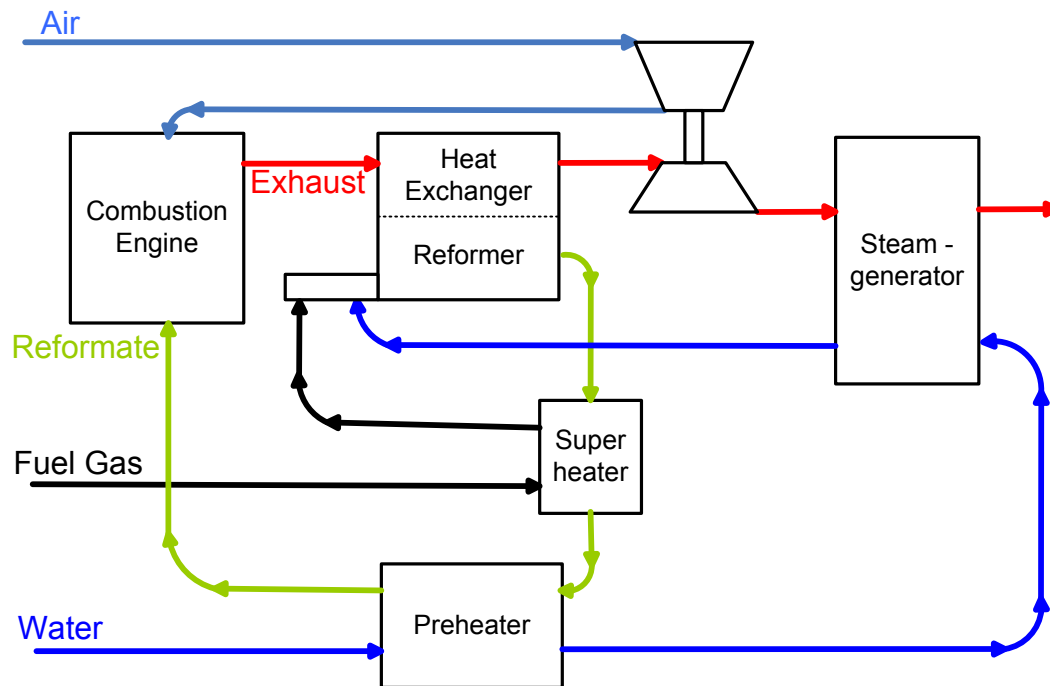 Air
Heat
Exchanger
Exhaust
Combustion
Engine
Reformer
Steam -
generator
Reformate
Super
heater
Fuel Gas
Preheater
Water